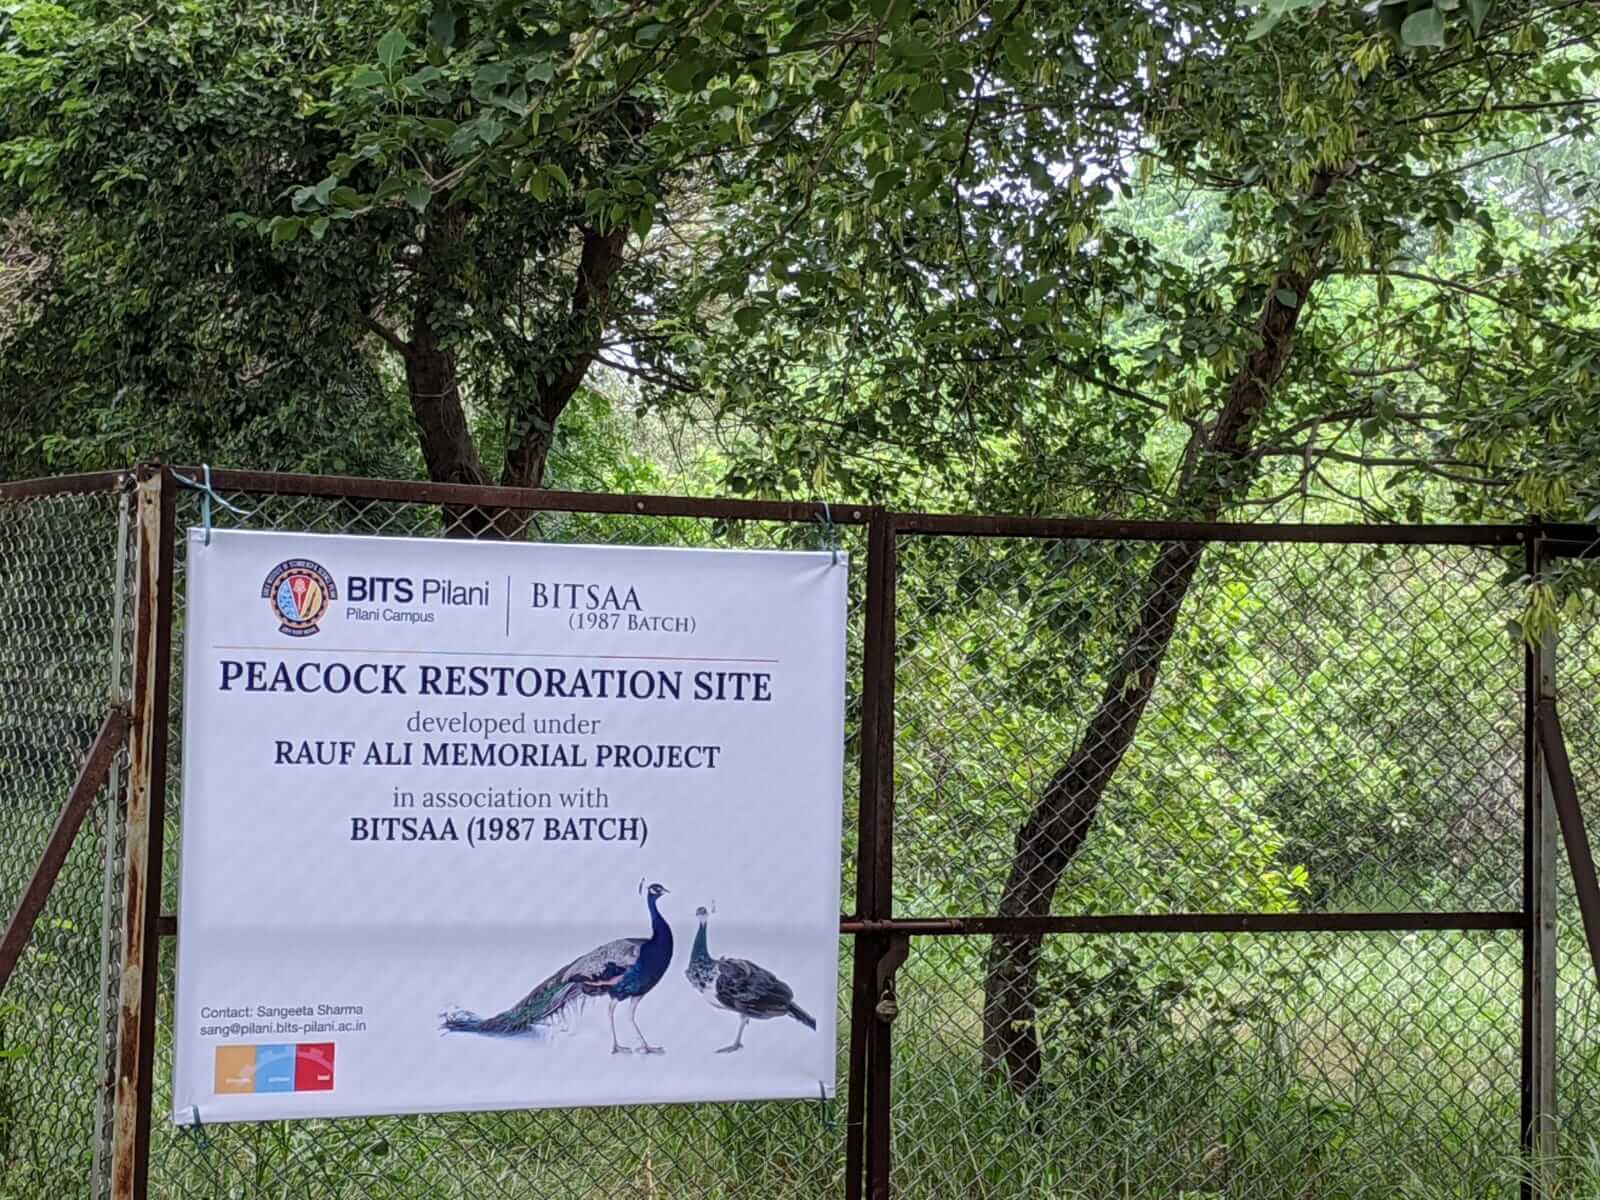 BITS Pilani
Pilani Campus
BITSAA
(1987 BATCH)
PEACOCK RESTORATION SITE
developed under
RAUF ALI MEMORIAL PROJECT
in association with
BITSAA (1987 BATCH)
Contact: Sangeeta Sharma
sang@pilani.bits-pilani.ac.in